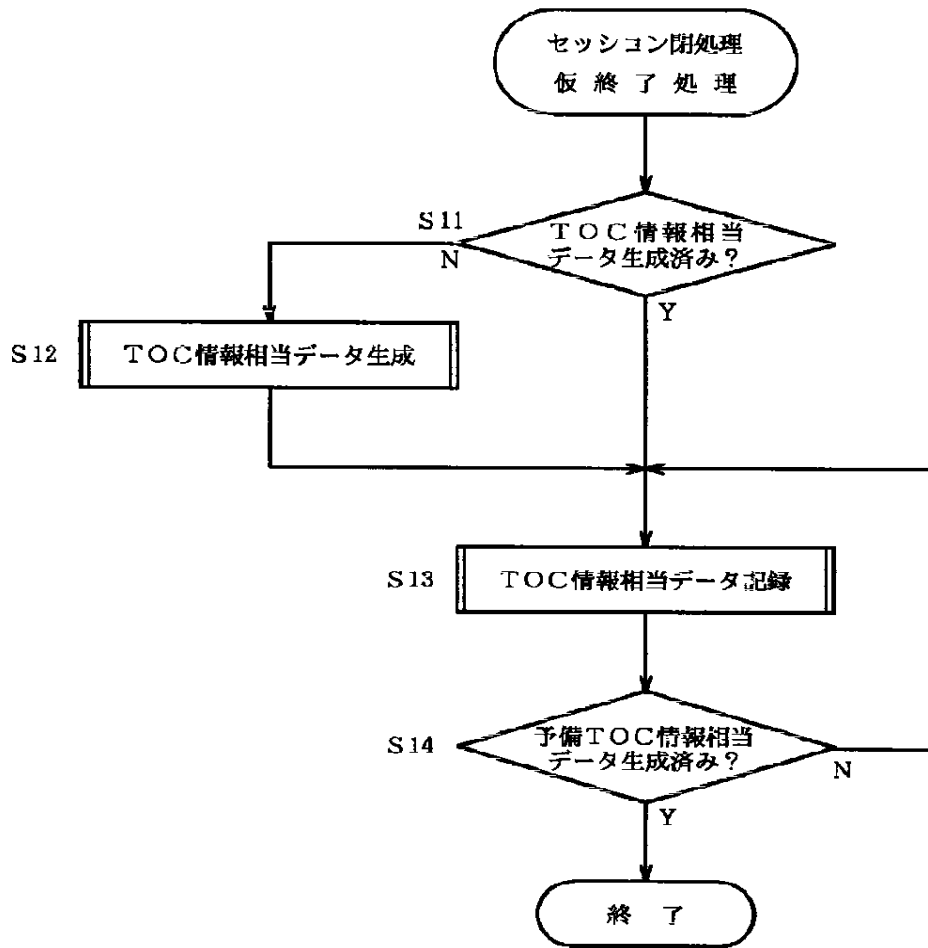 セッション閉処理
仮終了処理
S11
TOC情報相当
データ生成済み?
N
Y
S12
TOC情報相当データ生成
S13
TOC情報相当データ記録
S14
予備TOC情報相当
データ生成済み?
N
Y
終了